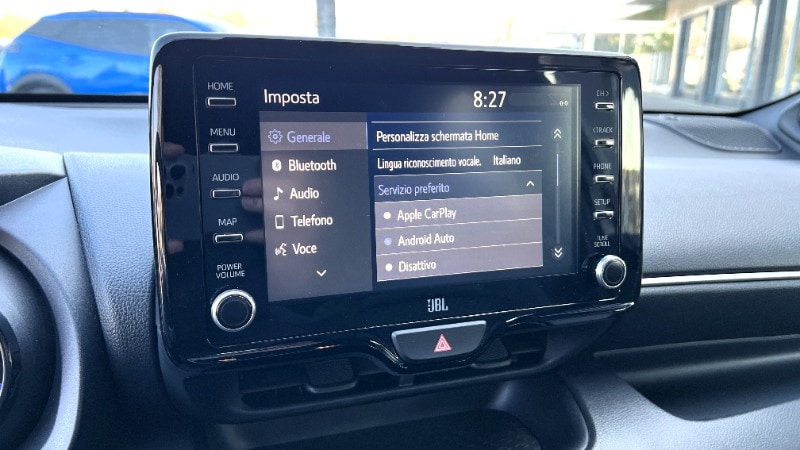 HOME
MENU
AUDIO
MAP
POWER
VOLUME
Imposta
8:27
Generale
Bluetooth
Audio
Telefono
Voce
Personalizza schermata Home
Lingua riconoscimento vocale. Italiano
Servizio preferito
Apple CarPlay
Android Auto
Disattivo
CH >
< TRACK
PHONE
SETUP
TUNE
SCROLL
JBL